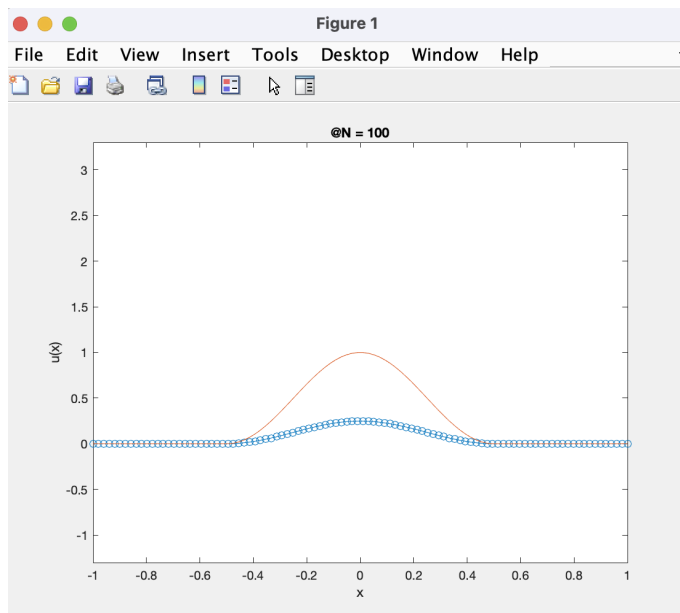 Figure 1
File Edit View Insert Tools Desktop Window Help
@N = 100
3
2.5
2
1.5
1
0.5
0
-0.5
-1
u(x)
-1 -0.8 -0.6 -0.4 -0.2 0 0.2 0.4 0.6 0.8 1
x